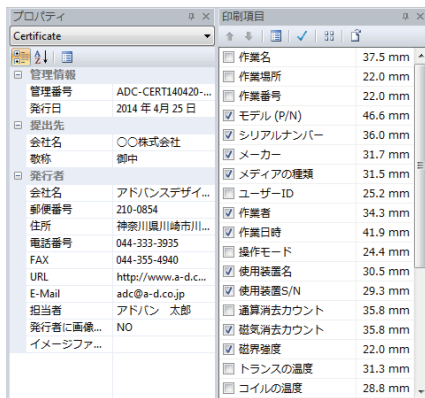 プロパティ
Certificate
管理情報
管理番号 ADC-CERT140420-...
発行日 2014 年 4月 25 日
提出先
会社名 〇〇株式会社
敬称 御中
発行者
会社名 アドバンスデザイ...
郵便番号 210-0854
住所 神奈川県川崎市川...
電話番号 044-333-3935
FAX 044-355-4940
URL http://www.a-d.c...
E-Mail adc@a-d.co.jp
担当者 アドバン 太郎
発行者に画像... NO
イメージファ...
印刷項目
作業名 37.5 mm
作業場所 22.0 mm
作業番号 22.0 mm
モデル (P/N) 46.6 mm
シリアルナンバー 36.0 mm
メーカー 31.7 mm
メディアの種類 31.5 mm
ユーザーID 25.2 mm
作業者 34.3 mm
作業日時 41.9 mm
操作モード 24.4 mm
使用装置名 30.5 mm
使用装置S/N 29.3 mm
通算消去カウント 35.8 mm
磁気消去カウント 35.8 mm
磁界強度 22.0 mm
トランスの温度 31.3 mm
コイルの温度 28.8 mm